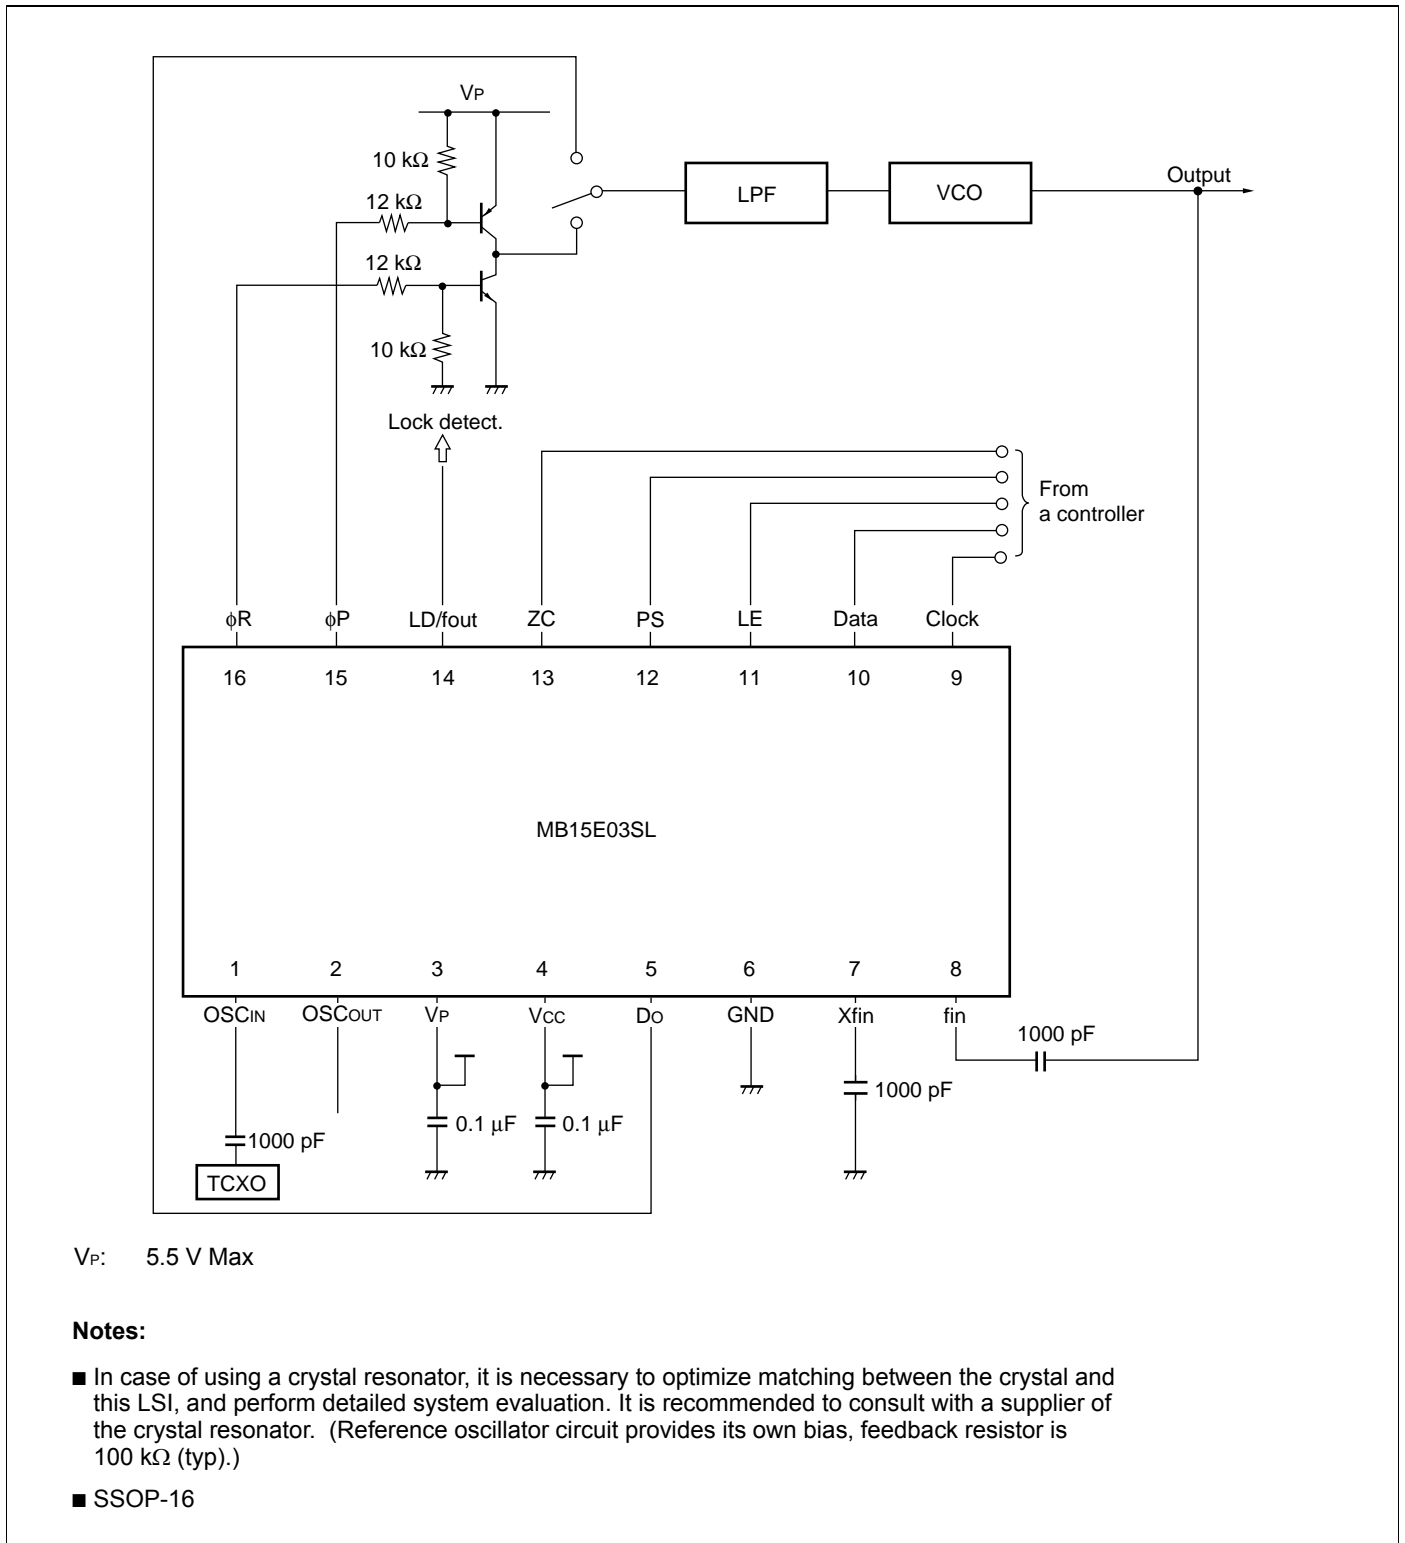 VP
10 kΩ
12 kΩ
12 kΩ
10 kΩ
LPF
VCO
Output
Lock detect.
From
a controller
φR
φP
LD/fout
ZC
PS
LE
Data
Clock
16
15
14
13
12
11
10
9
MB15E03SL
1
2
3
4
5
6
7
8
OSCIN
OSCOUT
VP
VCC
DO
GND
Xfin
fin
1000 pF
1000 pF
0.1 μF
0.1 μF
1000 pF
TCXO
VP: 5.5 V Max
Notes:
■ In case of using a crystal resonator, it is necessary to optimize matching between the crystal and
this LSI, and perform detailed system evaluation. It is recommended to consult with a supplier of
the crystal resonator. (Reference oscillator circuit provides its own bias, feedback resistor is
100 kΩ (typ).)
■ SSOP-16